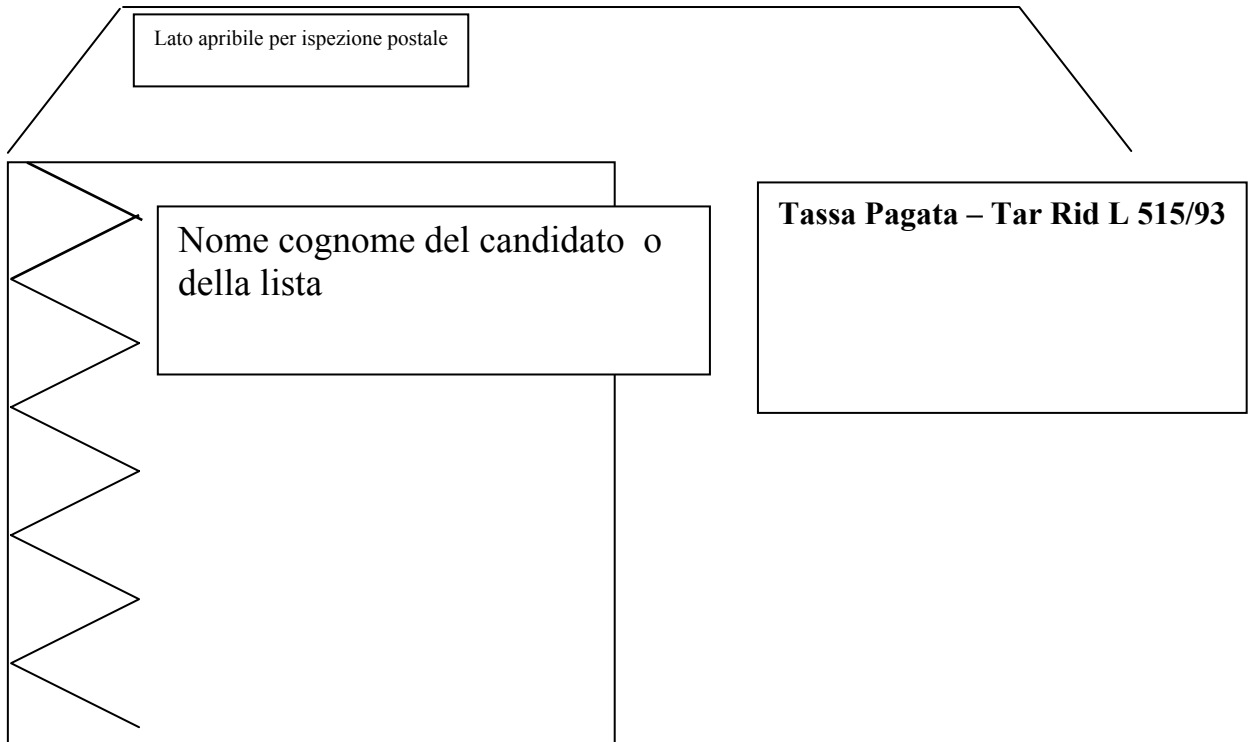 Lato apribile per ispezione postale
Nome cognome del candidato o
della lista
Tassa Pagata – Tar Rid L 515/93